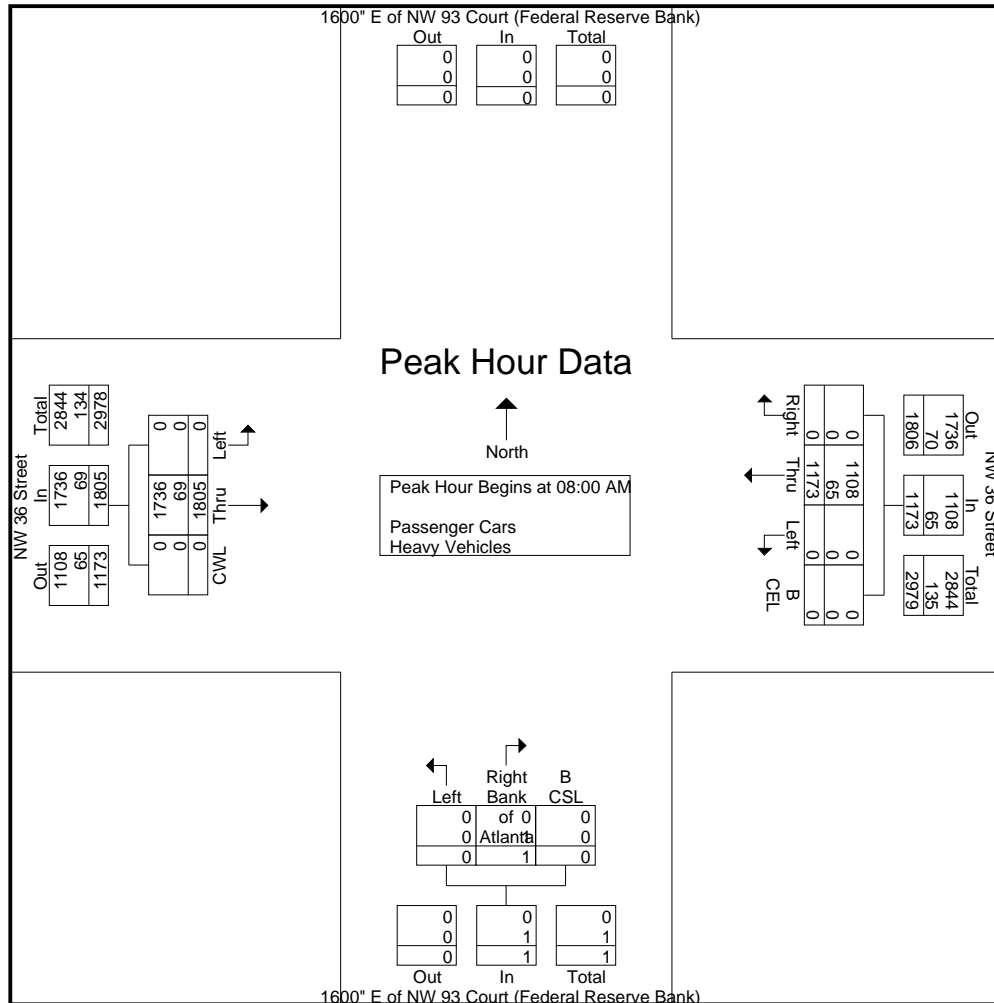 1600" E of NW 93 Court (Federal Reserve Bank)
Out In Total
0 0 0
0 0 0
0 0 0
Peak Hour Data
North
Peak Hour Begins at 08:00 AM
Passenger Cars
Heavy Vehicles
NW 36 Street
Total In Out
2844 1736 1108
134 69 65
2978 1805 1173
Left Thru CWL
0 1736 0
0 69 0
0 1805 0
Right Thru Left B CEL
0 1108 0 0
0 65 0 0
0 1173 0 0
NW 36 Street
Out In Total
1736 1108 2844
70 65 135
1806 1173 2979
Right B
Left Bank CSL
0 of 0 0
0 Atlanta 1 0
0 1 0
0 0 0
0 1 1
0 1 1
Out In Total
1600" E of NW 93 Court (Federal Reserve Bank)